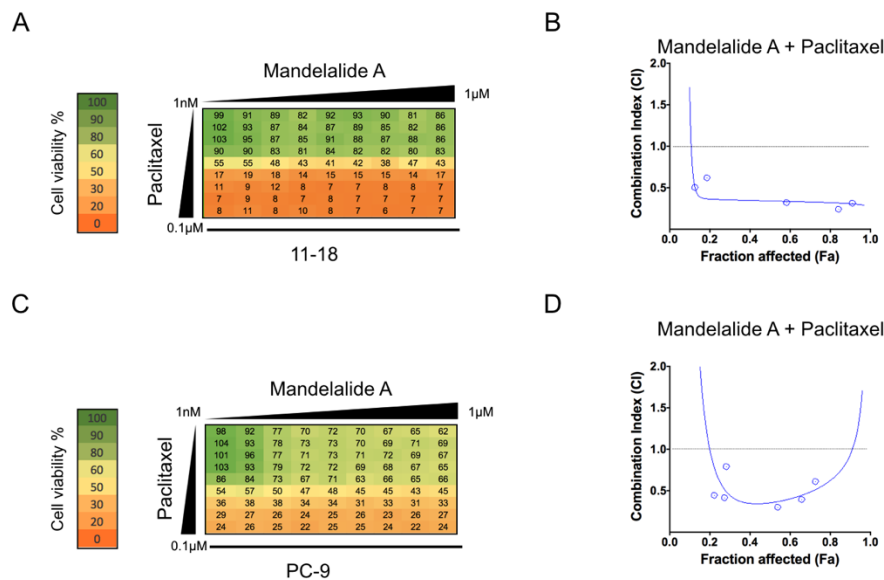 A
Mandelalide A
1nM
1µM
Cell viability %
100
90
80
60
50
30
20
0
Paclitaxel
99 91 89 82 92 93 90 81 86
102 93 87 84 87 89 85 82 86
103 95 87 85 91 88 87 88 86
90 90 83 81 84 82 82 80 83
55 55 48 43 41 42 38 47 43
17 19 18 14 15 15 15 14 17
11 9 12 8 7 7 8 8 8
7 9 8 7 8 8 7 7 7
8 11 8 10 8 7 6 7 7
0.1µM
11-18
B
Mandelalide A + Paclitaxel
Combination Index (CI)
2.0
1.5
1.0
0.5
0.0 0.2 0.4 0.6 0.8 1.0
Fraction affected (Fa)
C
Mandelalide A
1nM
1µM
Cell viability %
100
90
80
60
50
30
20
0
Paclitaxel
98 92 77 70 72 70 67 65 62
104 93 78 73 73 70 69 71 69
101 96 77 71 73 71 72 69 67
103 93 79 72 72 69 68 67 65
86 84 73 67 71 63 66 65 66
54 57 50 47 48 45 45 43 45
36 38 38 34 34 31 33 31 33
29 27 26 24 25 23 26 23 27
24 26 22 22 25 22 24 22 24
0.1µM
PC-9
D
Mandelalide A + Paclitaxel
Combination Index (CI)
2.0
1.5
1.0
0.5
0.0
0.0 0.2 0.4 0.6 0.8 1.0
Fraction affected (Fa)